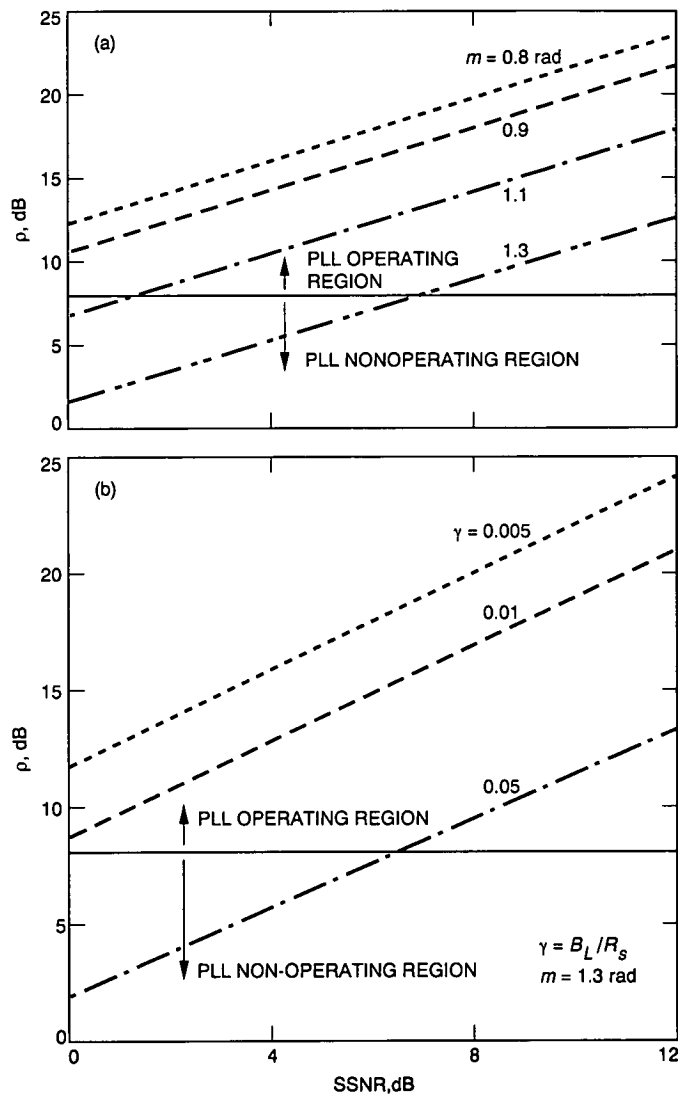 25
(a)
m = 0.8 rad
20
0.9
15
1.1
ρ, dB
10
PLL OPERATING
REGION
1.3
5
PLL NONOPERATING REGION
0
25
(b)
γ = 0.005
20
0.01
15
ρ, dB
0.05
10
PLL OPERATING REGION
5
PLL NON-OPERATING REGION
γ = B_L / R_s
m = 1.3 rad
0
0 4 8 12
SSNR,dB